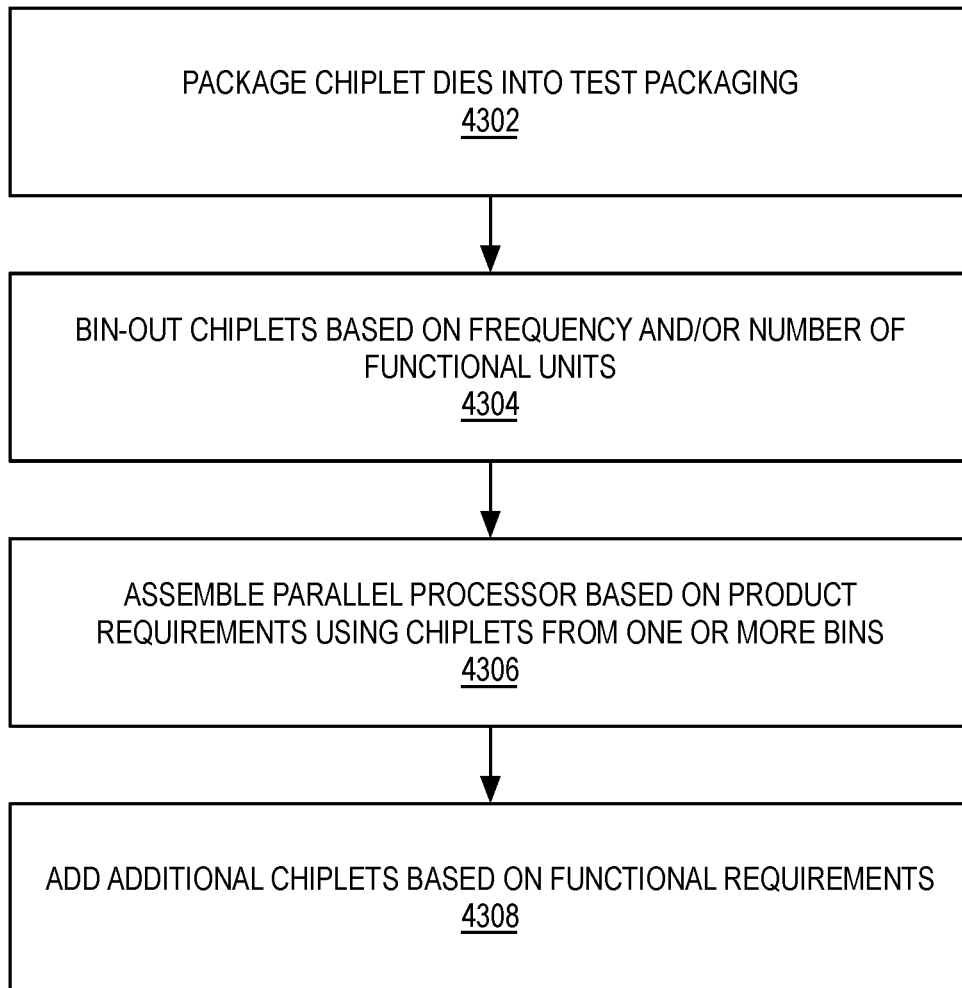 PACKAGE CHIPLET DIES INTO TEST PACKAGING
4302
BIN-OUT CHIPLETS BASED ON FREQUENCY AND/OR NUMBER OF
FUNCTIONAL UNITS
4304
ASSEMBLE PARALLEL PROCESSOR BASED ON PRODUCT
REQUIREMENTS USING CHIPLETS FROM ONE OR MORE BINS
4306
ADD ADDITIONAL CHIPLETS BASED ON FUNCTIONAL REQUIREMENTS
4308